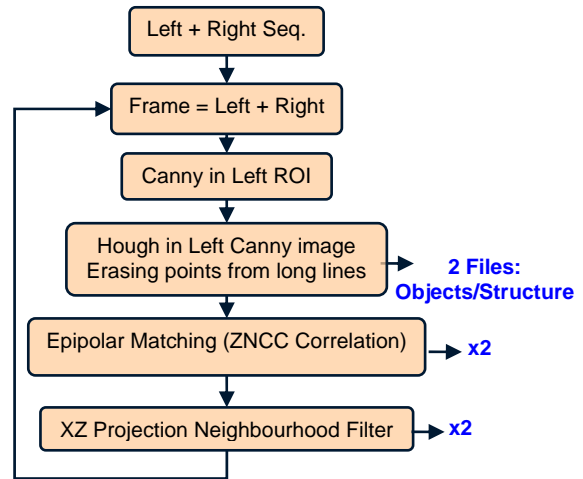 Left + Right Seq.
Frame = Left + Right
Canny in Left ROI
Hough in Left Canny image
Erasing points from long lines
2 Files:
Objects/Structure
Epipolar Matching (ZNCC Correlation)
x2
XZ Projection Neighbourhood Filter
x2